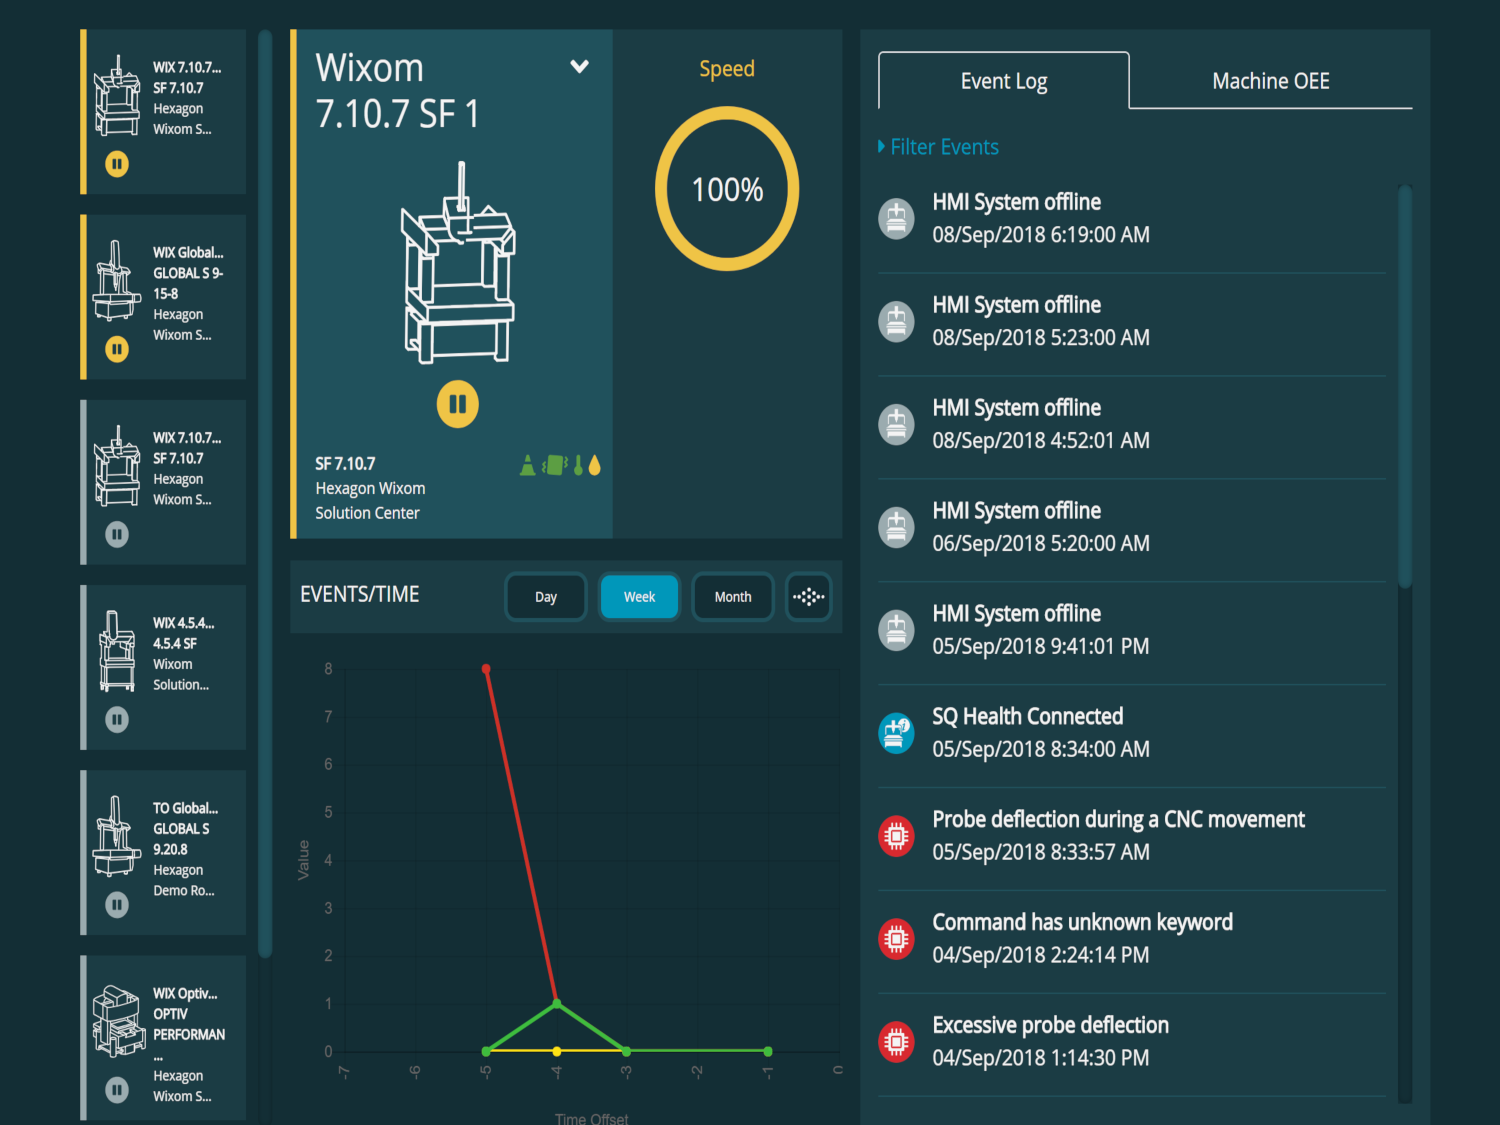 WIX 7.10.7...
SF 7.10.7
Hexagon
Wixom S...
WIX Global...
GLOBAL S 9-
15-8
Hexagon
Wixom S...
WIX 7.10.7...
SF 7.10.7
Hexagon
Wixom S...
WIX 4.5.4...
4.5.4 SF
Wixom
Solution...
TO Global...
GLOBAL S
9.20.8
Hexagon
Demo Ro...
WIX Optiv...
OPTIV
PERFORMAN
...
Hexagon
Wixom S...
Wixom
7.10.7 SF 1
SF 7.10.7
Hexagon Wixom
Solution Center
Speed
100%
EVENTS/TIME
Day
Week
Month
8
7
6
5
4
3
2
1
0
Value
-7
-6
-5
-4
-3
-2
-1
0
Time Offset
Event Log
Machine OEE
Filter Events
HMI System offline
08/Sep/2018 6:19:00 AM
HMI System offline
08/Sep/2018 5:23:00 AM
HMI System offline
08/Sep/2018 4:52:01 AM
HMI System offline
06/Sep/2018 5:20:00 AM
HMI System offline
05/Sep/2018 9:41:01 PM
SQ Health Connected
05/Sep/2018 8:34:00 AM
Probe deflection during a CNC movement
05/Sep/2018 8:33:57 AM
Command has unknown keyword
04/Sep/2018 2:24:14 PM
Excessive probe deflection
04/Sep/2018 1:14:30 PM